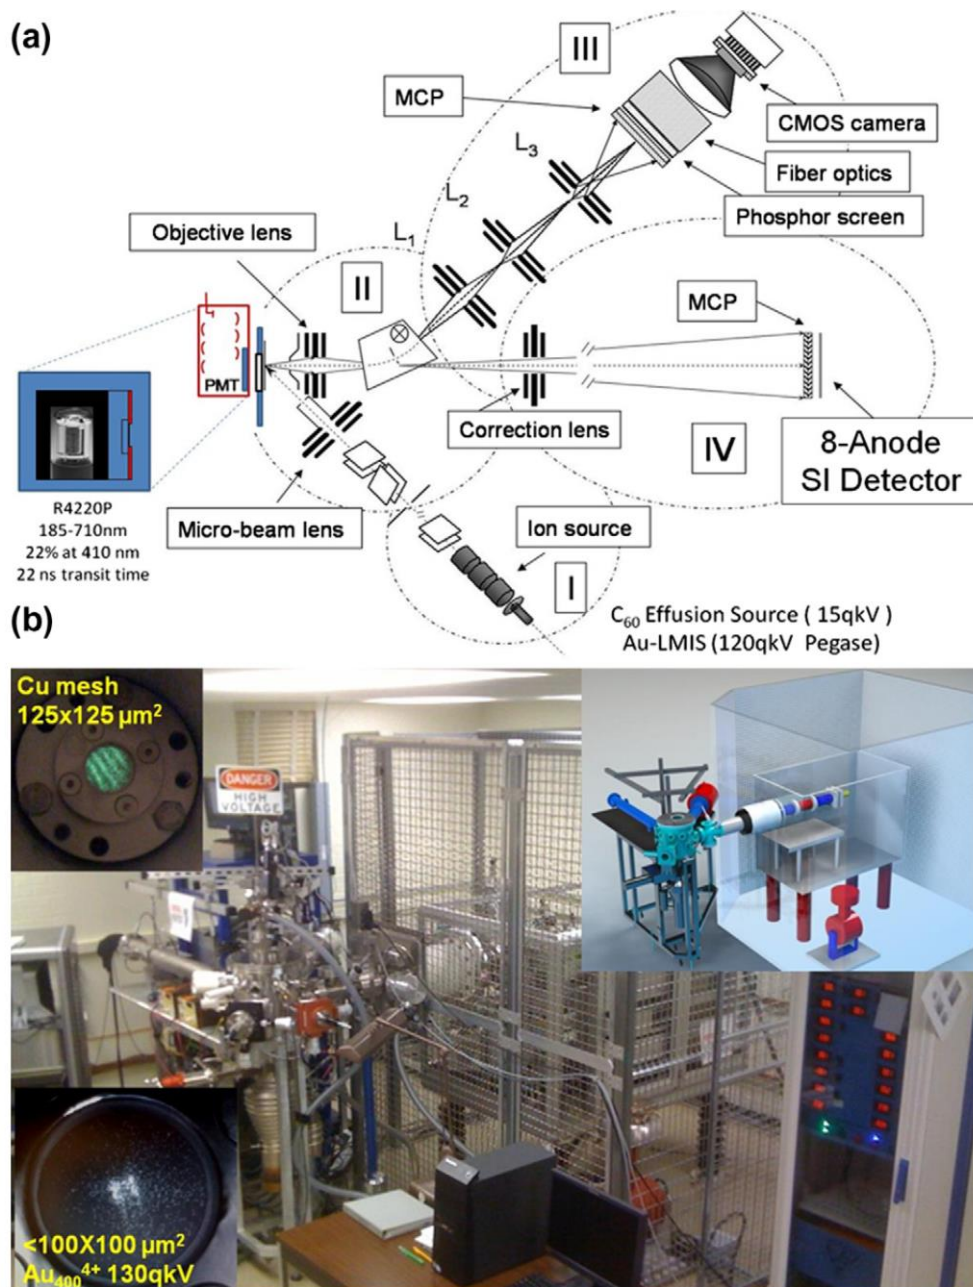 (a)
III
MCP
CMOS camera
L3
Fiber optics
L2
Phosphor screen
Objective lens
L1
II
MCP
PMT
Correction lens
IV
8-Anode
SI Detector
R4220P
185-710nm
22% at 410 nm
22 ns transit time
Micro-beam lens
Ion source
I
C60 Effusion Source ( 15qkV )
Au-LMIS (120qkV Pegase)
(b)
Cu mesh
125x125 µm2
DANGER
HIGH
VOLTAGE
<100X100 µm2
Au400 4+ 130qkV